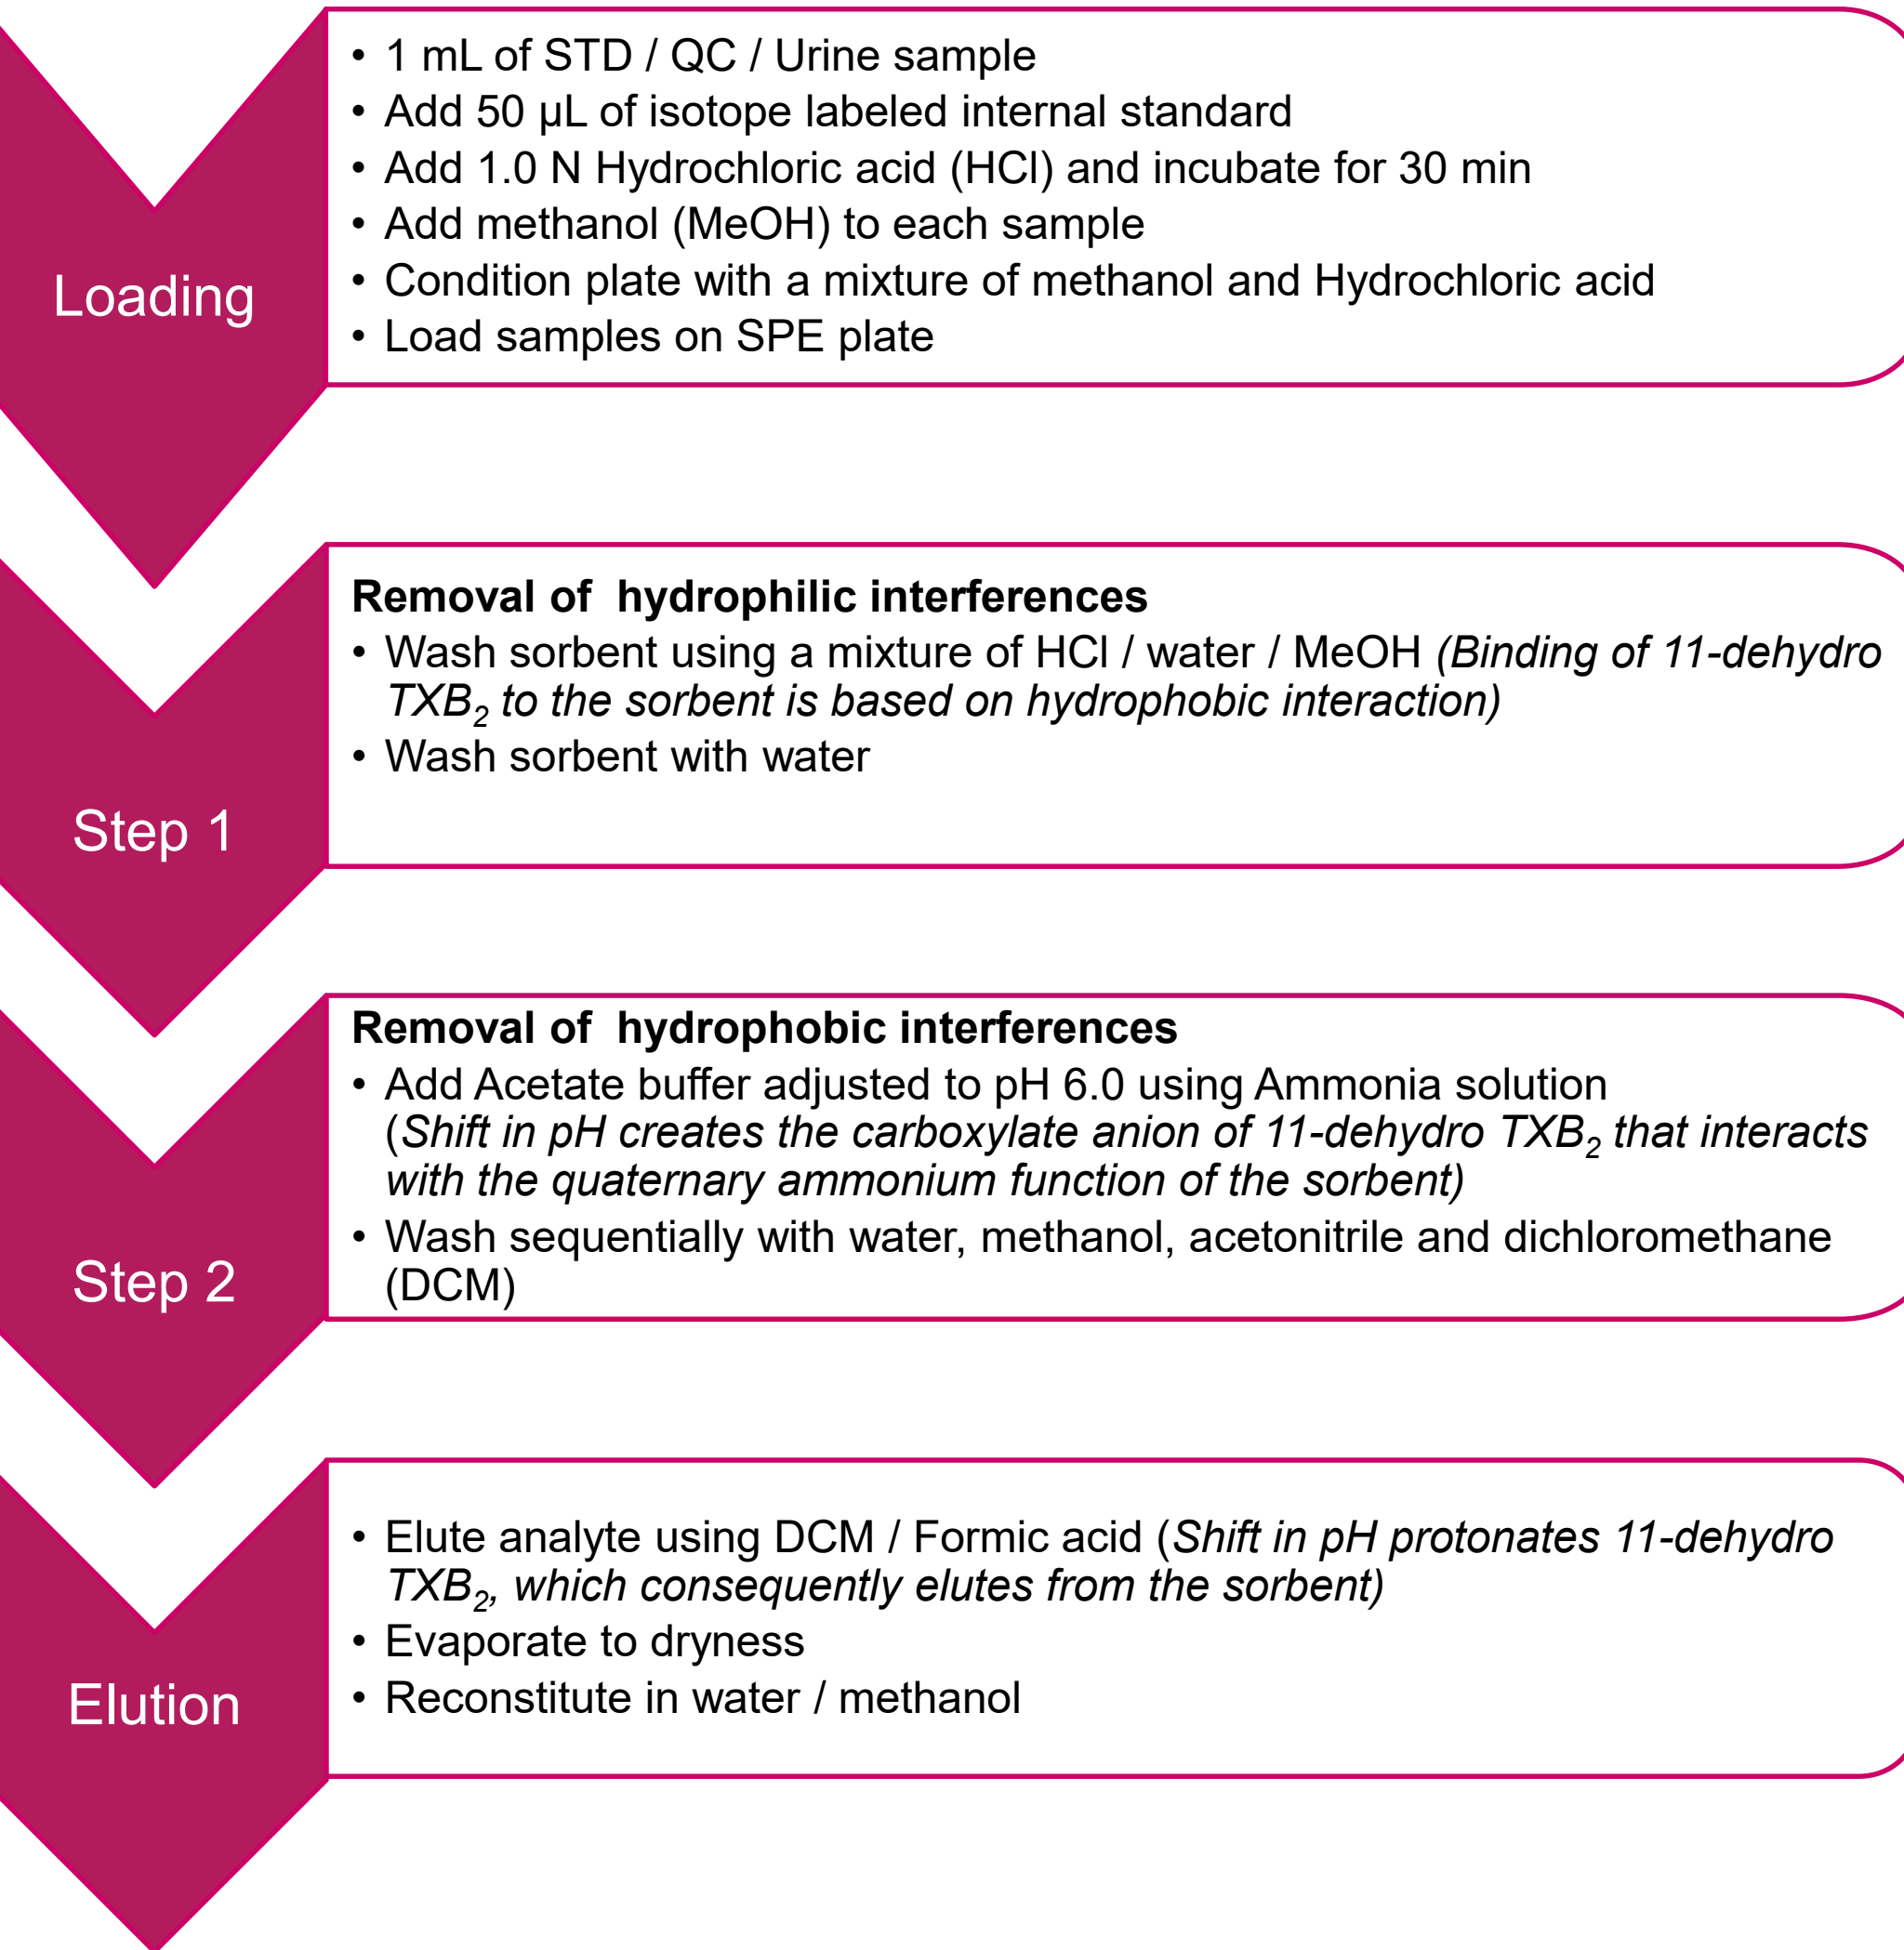 Loading
• 1 mL of STD / QC / Urine sample
• Add 50 µL of isotope labeled internal standard
• Add 1.0 N Hydrochloric acid (HCl) and incubate for 30 min
• Add methanol (MeOH) to each sample
• Condition plate with a mixture of methanol and Hydrochloric acid
• Load samples on SPE plate
Step 1
Removal of  hydrophilic interferences
• Wash sorbent using a mixture of HCl / water / MeOH (Binding of 11-dehydro
TXB₂ to the sorbent is based on hydrophobic interaction)
• Wash sorbent with water
Step 2
Removal of  hydrophobic interferences
• Add Acetate buffer adjusted to pH 6.0 using Ammonia solution
(Shift in pH creates the carboxylate anion of 11-dehydro TXB₂ that interacts
with the quaternary ammonium function of the sorbent)
• Wash sequentially with water, methanol, acetonitrile and dichloromethane
(DCM)
Elution
• Elute analyte using DCM / Formic acid (Shift in pH protonates 11-dehydro
TXB₂, which consequently elutes from the sorbent)
• Evaporate to dryness
• Reconstitute in water / methanol